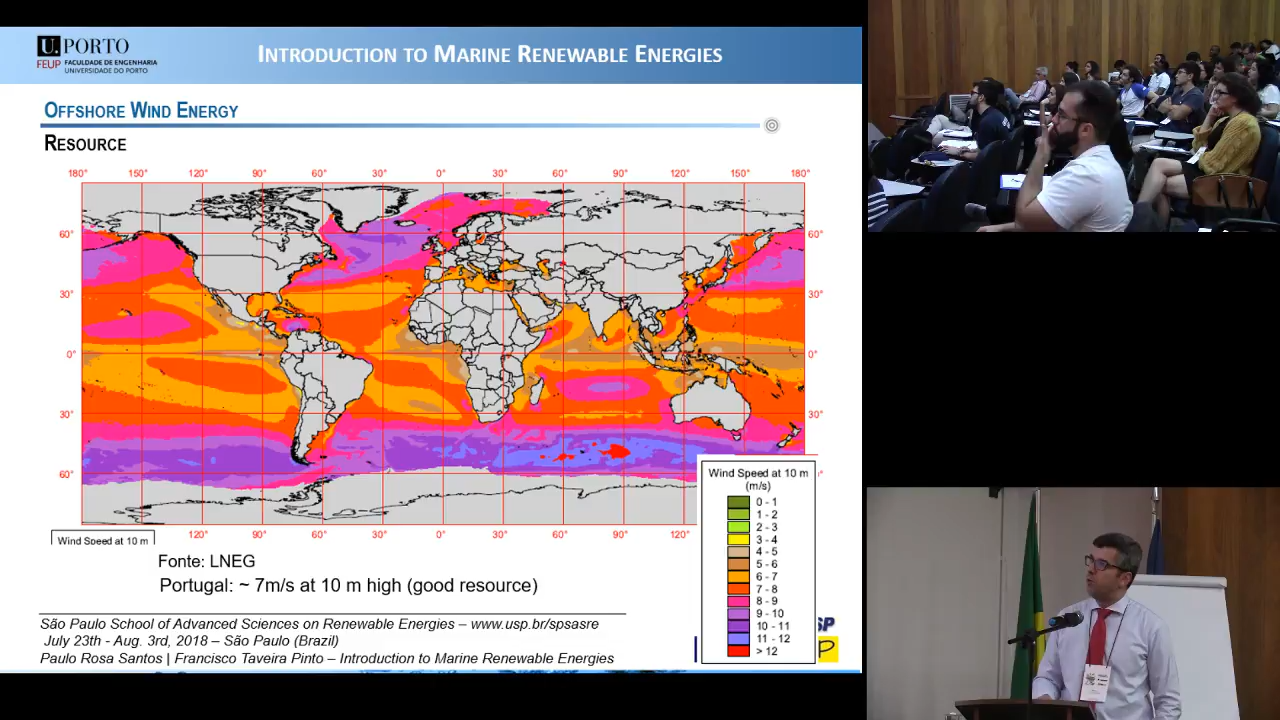 U.PORTO
FEUP FACULDADE DE ENGENHARIA
UNIVERSIDADE DO PORTO
INTRODUCTION TO MARINE RENEWABLE ENERGIES
OFFSHORE WIND ENERGY
RESOURCE
180° 150° 120° 90° 60° 30° 0° 30° 60° 90° 120° 150° 180°
60° 60°
30° 30°
0° 0°
30° 30°
60°
120° 90° 60° 30° 0° 30° 60° 90°
Wind Speed at 10 m
(m/s)
0 - 1
1 - 2
2 - 3
3 - 4
4 - 5
5 - 6
6 - 7
7 - 8
8 - 9
9 - 10
10 - 11
11 - 12
> 12
Wind Speed at 10 m
Fonte: LNEG
Portugal: ~ 7m/s at 10 m high (good resource)
São Paulo School of Advanced Sciences on Renewable Energies – www.usp.br/spsasre
July 23th - Aug. 3rd, 2018 – São Paulo (Brazil)
Paulo Rosa Santos | Francisco Taveira Pinto – Introduction to Marine Renewable Energies